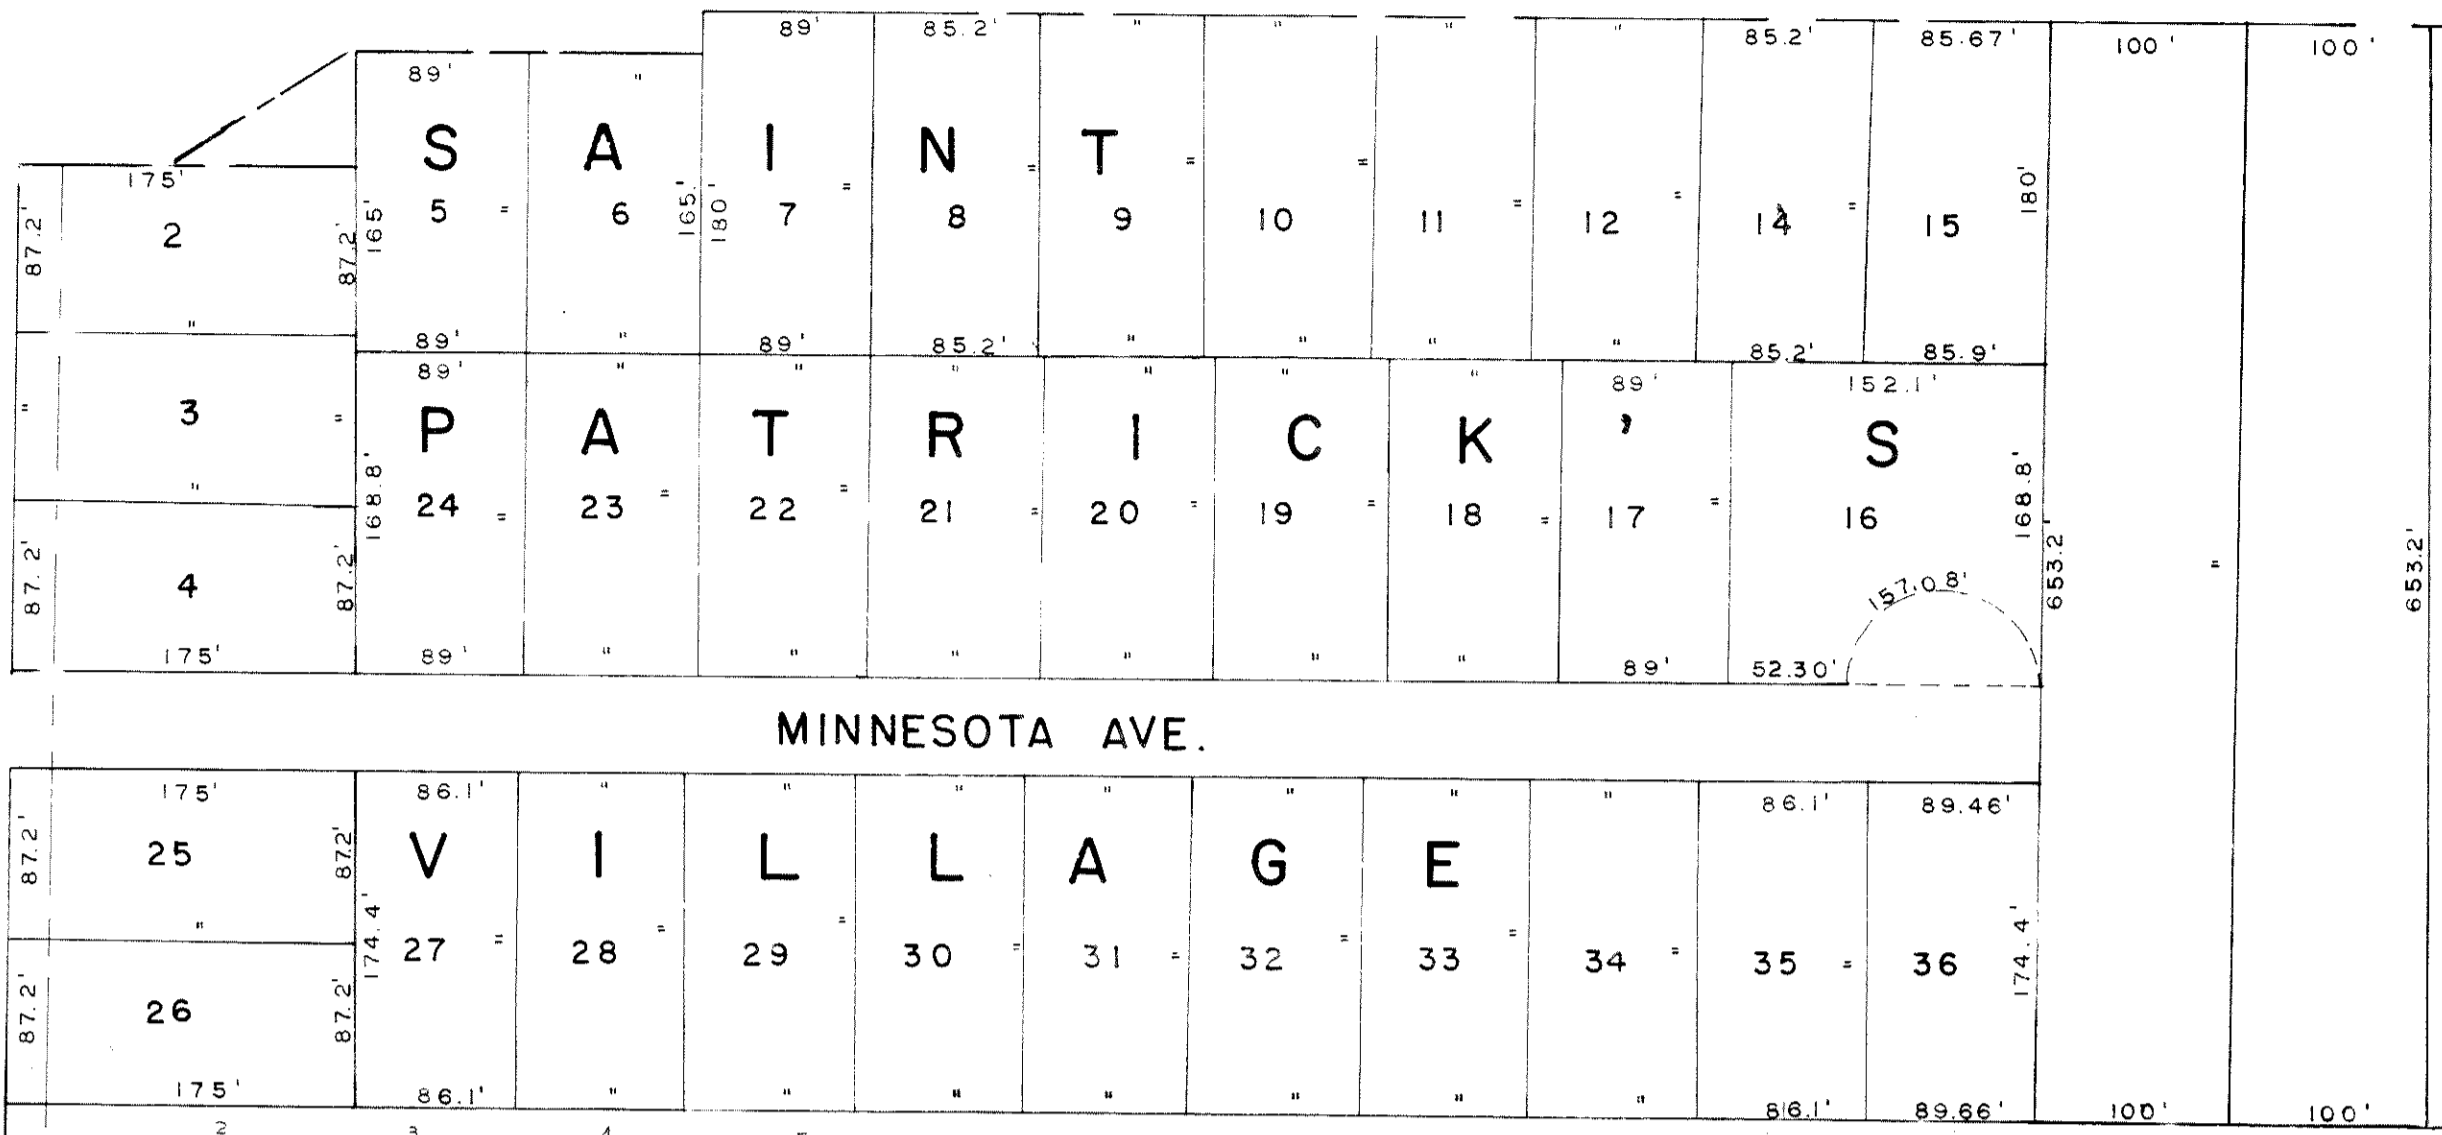 89' 85.2' " " " " 85.2' 85.67' 100' 100'
89' "
S A I N T
175'
87.2' 2 87.2' 165' 5 = 6 165.' 180' 7 = 8 = 9 = 10 = 11 = 12 = 14 = 15 180'
"
89' " 89' 85.2' " " " " 85.2' 85.9'
89' " " " " " " 89' 152.1'
P A T R I C K ' S
= 3 =
"
168.8' 24 = 23 = 22 = 21 = 20 = 19 = 18 = 17 = 16 168.8' 653.2' = 653.2'
87.2' 4 87.2'
157.08'
175' 89' " " " " " " 89' 52.30'
MINNESOTA AVE.
175' 86.1' " " " " " " " 86.1' 89.46'
V I L L A G E
87.2' 25 87.2'
"
174.4' 27 = 28 = 29 = 30 = 31 = 32 = 33 = 34 = 35 = 36 174.4'
87.2' 26 87.2'
175' 86.1' " " " " " " " 86.1' 89.66' 100' 100'
2 3 4